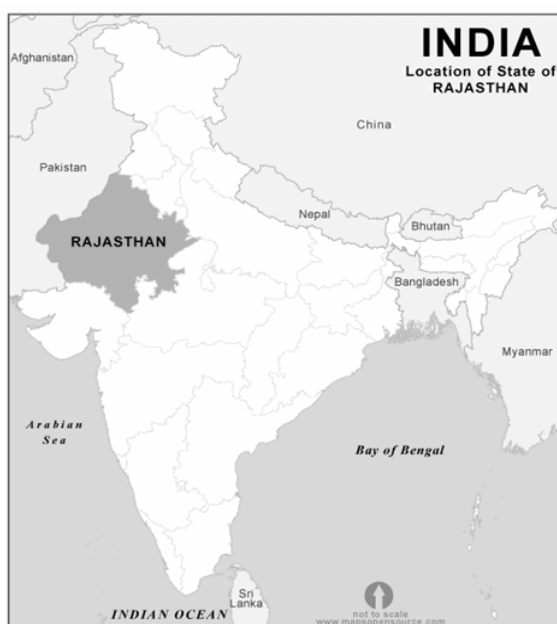 INDIA
Location of State of
RAJASTHAN
Afghanistan
China
Pakistan
Nepal
Bhutan
RAJASTHAN
Bangladesh
Myanmar
Arabian
Sea
Bay of Bengal
Sri
Lanka
INDIAN OCEAN
not to scale
www.mapsopensource.com